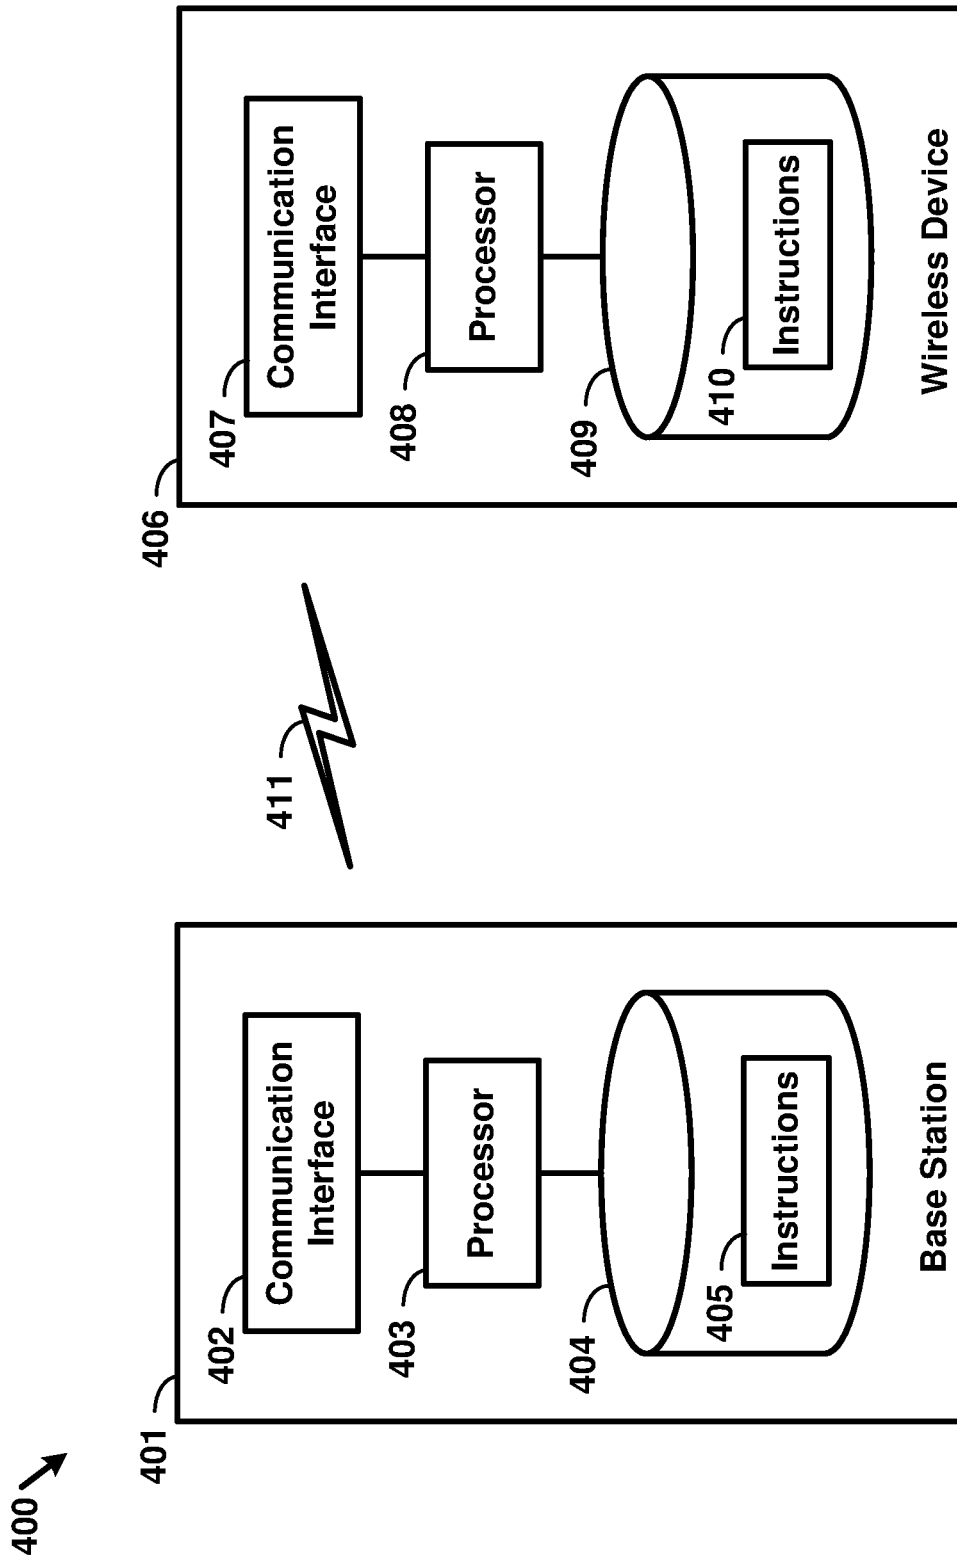 400
401
402
Communication
Interface
403
Processor
404
405
Instructions
Base Station
411
406
407
Communication
Interface
408
Processor
409
410
Instructions
Wireless Device